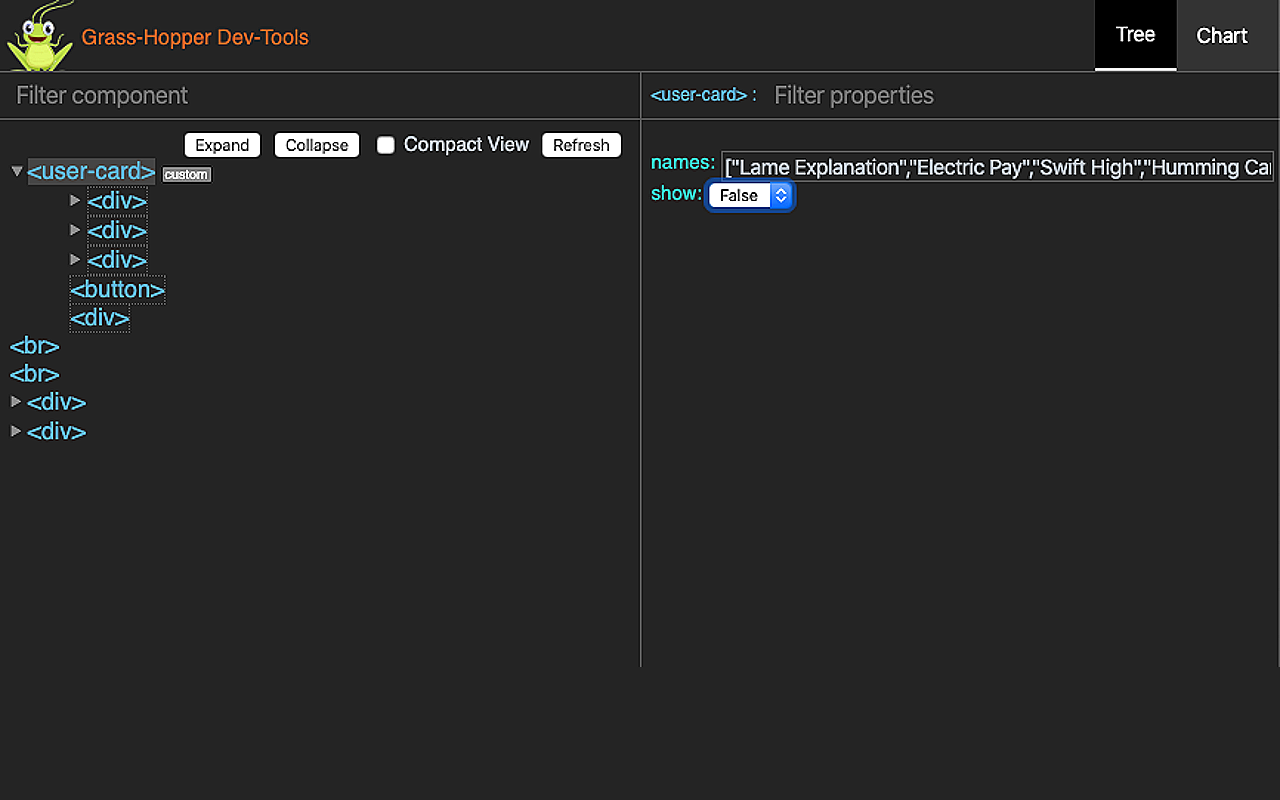 Grass-Hopper Dev-Tools
Tree
Chart
Filter component
<user-card> :
Filter properties
Expand
Collapse
Compact View
Refresh
<user-card>
custom
<div>
<div>
<div>
<button>
<div>
<br>
<br>
<div>
<div>
names: ["Lame Explanation","Electric Pay","Swift High","Humming Ca
show: False